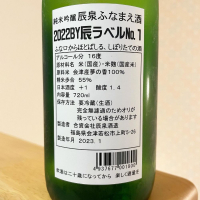 純米吟醸 辰泉ふなまえ酒
2022BY辰ラベルNo.1
ふな口からほとばしる、しぼりたての酒
アルコール分 16度
原材料名 米(国産)・米麹(国産米)
原料米 会津産夢の香100%
精米歩合 55%
日本酒度 +1 酸度 1.4
内容量 720ml
保存方法 要冷蔵(生酒)
完全無濾過のためオリが
残っている場合があります
製造者 合資会社辰泉酒造
福島県会津若松市上町5-26
製造年月 2023.1
4937672001500
お酒は二十歳になってから 楽しく適量を